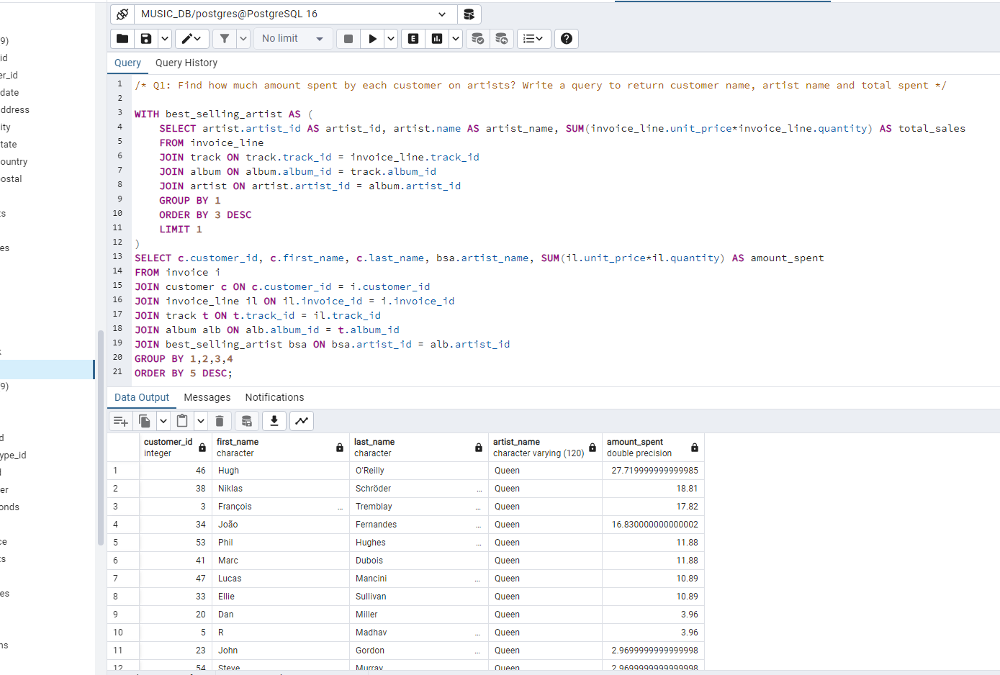 MUSIC_DB/postgres@PostgreSQL 16
No limit
E
Query Query History
9)
id
er_id
date
ddress
ity
tate
ountry
ostal
ts
es
9)
d
ype_id
er
onds
ce
ts
es
ns
1 /* Q1: Find how much amount spent by each customer on artists? Write a query to return customer name, artist name and total spent */
2
3 WITH best_selling_artist AS (
4 SELECT artist.artist_id AS artist_id, artist.name AS artist_name, SUM(invoice_line.unit_price*invoice_line.quantity) AS total_sales
5 FROM invoice_line
6 JOIN track ON track.track_id = invoice_line.track_id
7 JOIN album ON album.album_id = track.album_id
8 JOIN artist ON artist.artist_id = album.artist_id
9 GROUP BY 1
10 ORDER BY 3 DESC
11 LIMIT 1
12 )
13 SELECT c.customer_id, c.first_name, c.last_name, bsa.artist_name, SUM(il.unit_price*il.quantity) AS amount_spent
14 FROM invoice i
15 JOIN customer c ON c.customer_id = i.customer_id
16 JOIN invoice_line il ON il.invoice_id = i.invoice_id
17 JOIN track t ON t.track_id = il.track_id
18 JOIN album alb ON alb.album_id = t.album_id
19 JOIN best_selling_artist bsa ON bsa.artist_id = alb.artist_id
20 GROUP BY 1,2,3,4
21 ORDER BY 5 DESC;
Data Output Messages Notifications
customer_id first_name last_name artist_name amount_spent
integer character character character varying (120) double precision
1 46 Hugh O'Reilly Queen 27.719999999999985
2 38 Niklas Schröder ... Queen 18.81
3 3 François ... Tremblay ... Queen 17.82
4 34 João Fernandes ... Queen 16.830000000000002
5 53 Phil Hughes ... Queen 11.88
6 41 Marc Dubois Queen 11.88
7 47 Lucas Mancini ... Queen 10.89
8 33 Ellie Sullivan Queen 10.89
9 20 Dan Miller Queen 3.96
10 5 R Madhav ... Queen 3.96
11 23 John Gordon ... Queen 2.9699999999999998
12 54 Steve Murray Queen 2.9699999999999998